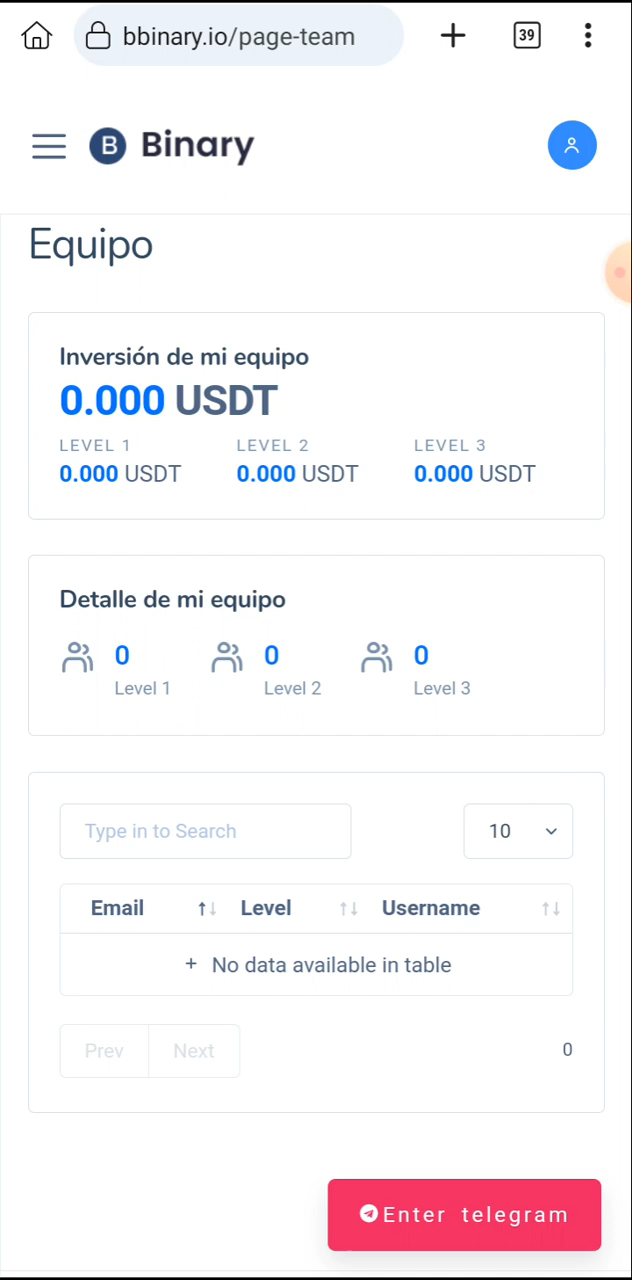 bbinary.io/page-team
39
B Binary
Equipo
Inversión de mi equipo
0.000 USDT
LEVEL 1 LEVEL 2 LEVEL 3
0.000 USDT 0.000 USDT 0.000 USDT
Detalle de mi equipo
0 0 0
Level 1 Level 2 Level 3
Type in to Search 10
Email Level Username
+ No data available in table
Prev Next 0
Enter telegram